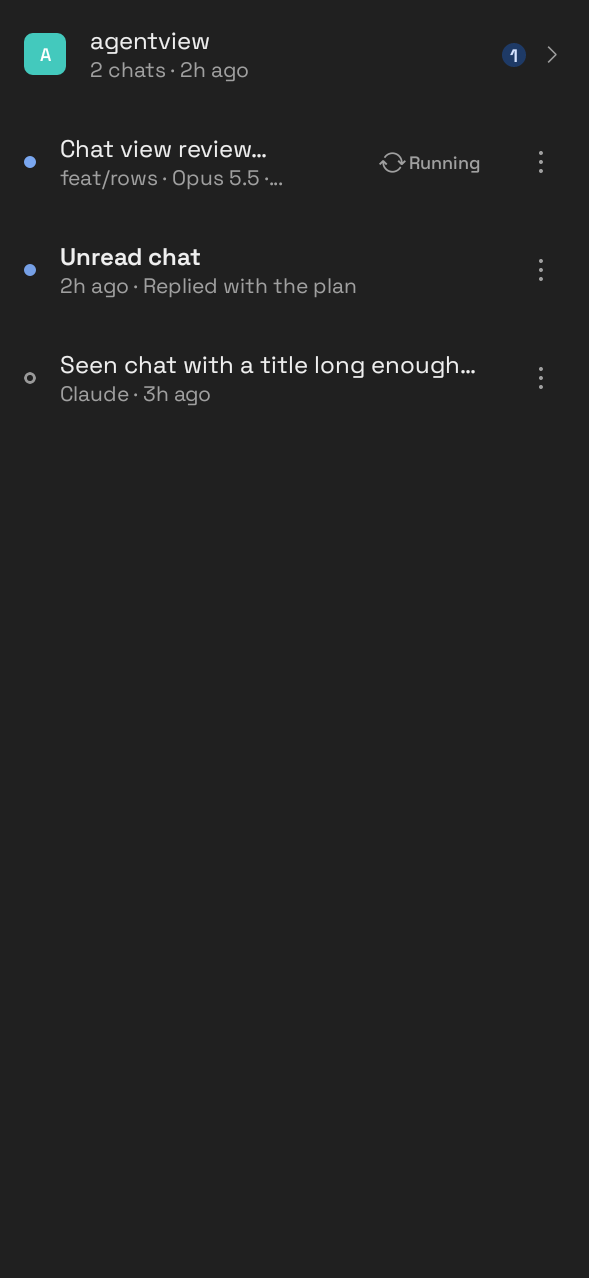 A
agentview
2 chats · 2h ago
1
Chat view review…
feat/rows · Opus 5.5 ·…
Running
Unread chat
2h ago · Replied with the plan
Seen chat with a title long enough…
Claude · 3h ago